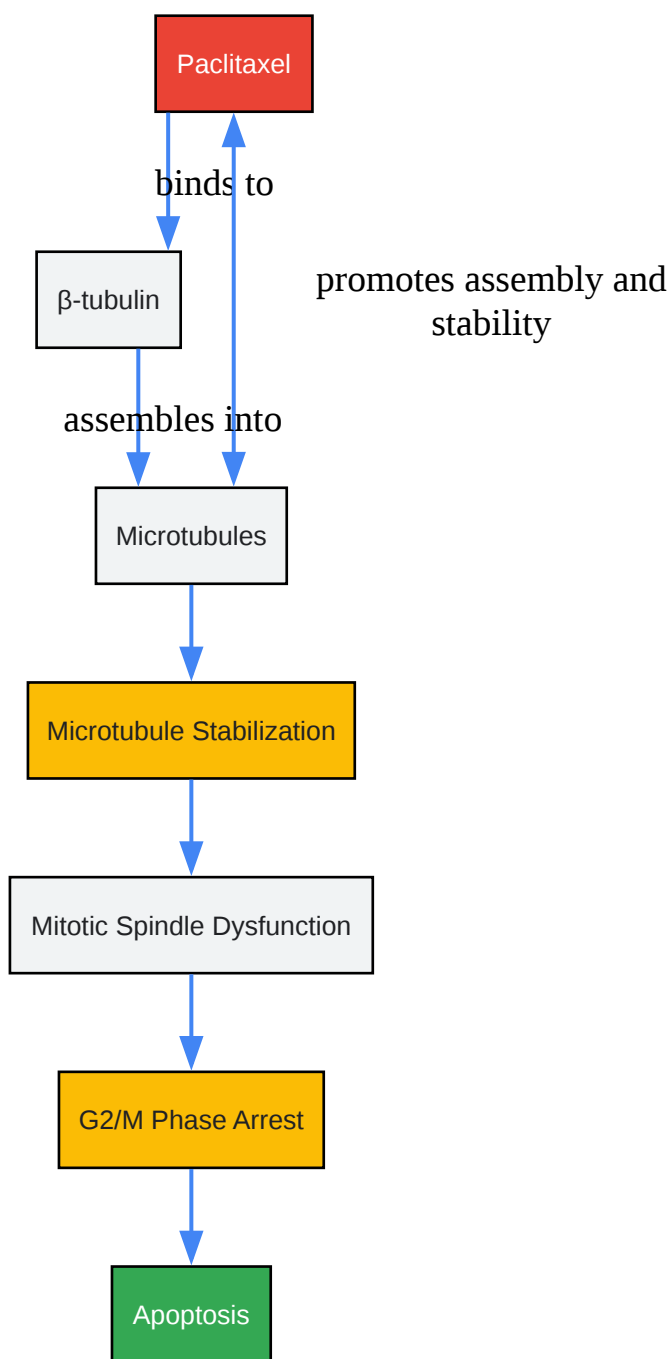 Paclitaxel
binds to
β-tubulin
promotes assembly and
stability
assembles into
Microtubules
Microtubule Stabilization
Mitotic Spindle Dysfunction
G2/M Phase Arrest
Apoptosis